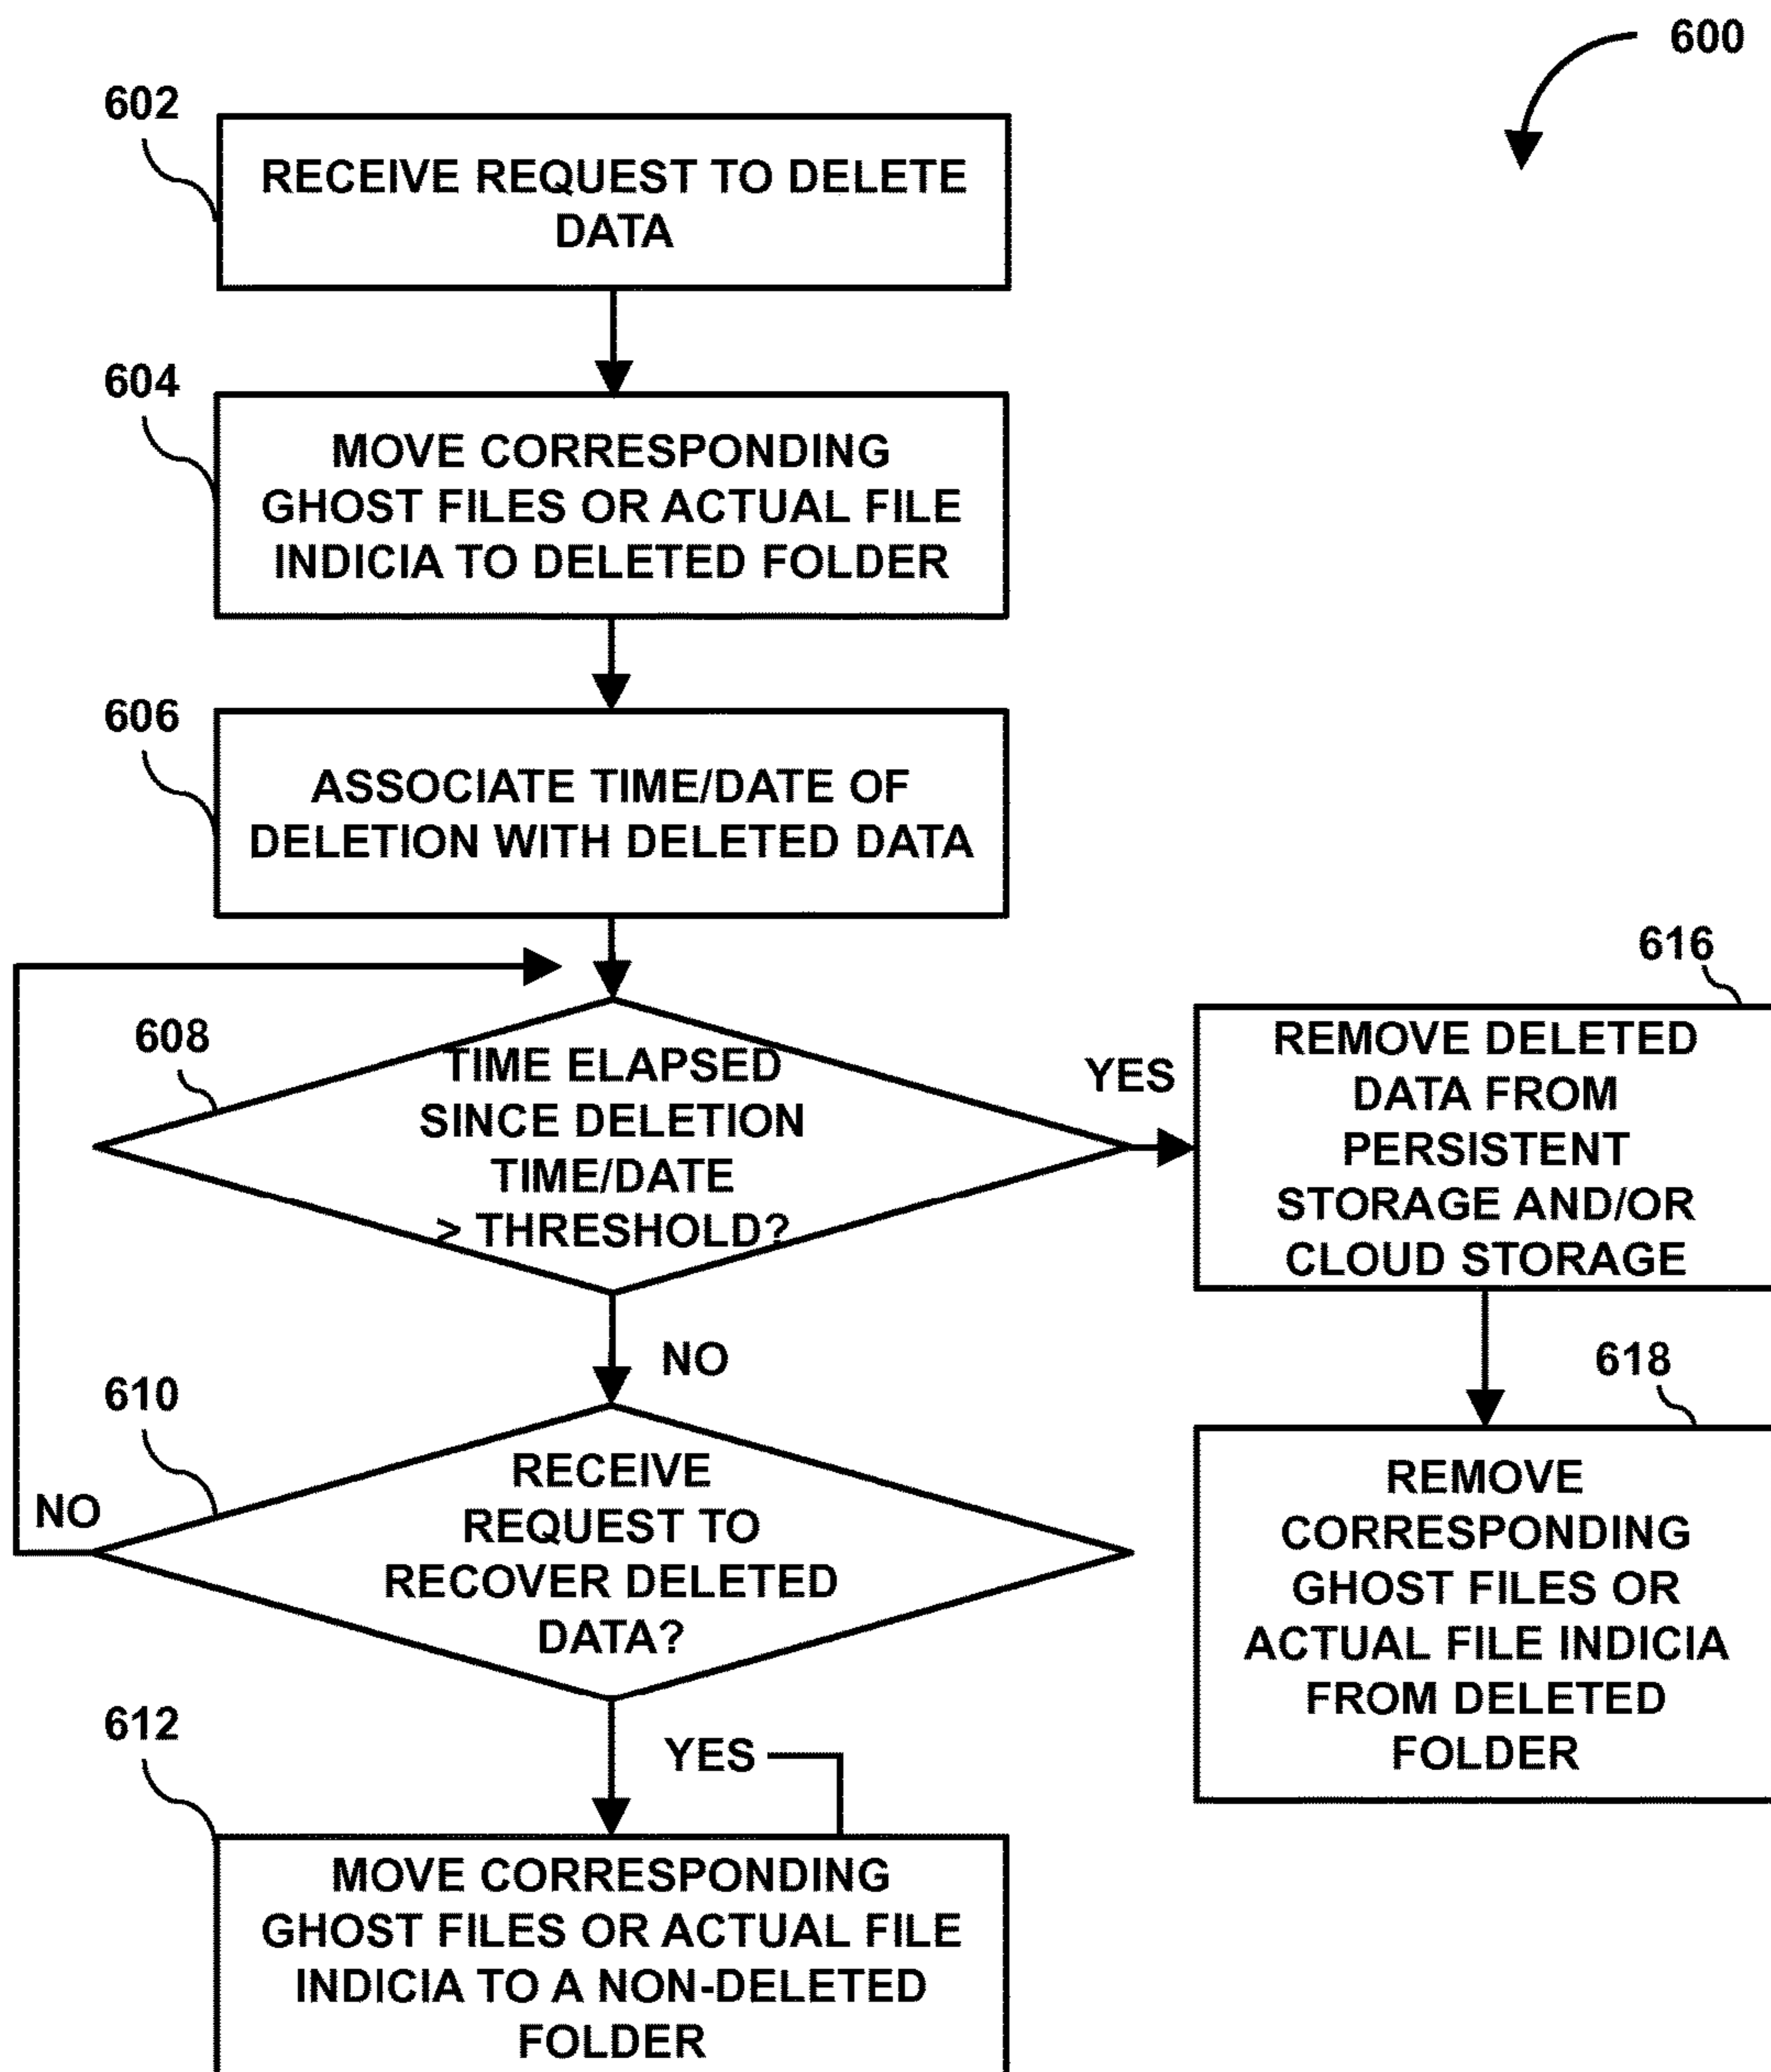 600
602
RECEIVE REQUEST TO DELETE
DATA
604
MOVE CORRESPONDING
GHOST FILES OR ACTUAL FILE
INDICIA TO DELETED FOLDER
606
ASSOCIATE TIME/DATE OF
DELETION WITH DELETED DATA
608
TIME ELAPSED
SINCE DELETION
TIME/DATE
> THRESHOLD?
YES
616
REMOVE DELETED
DATA FROM
PERSISTENT
STORAGE AND/OR
CLOUD STORAGE
NO
610
RECEIVE
REQUEST TO
RECOVER DELETED
DATA?
NO
618
REMOVE
CORRESPONDING
GHOST FILES OR
ACTUAL FILE INDICIA
FROM DELETED
FOLDER
YES
612
MOVE CORRESPONDING
GHOST FILES OR ACTUAL FILE
INDICIA TO A NON-DELETED
FOLDER